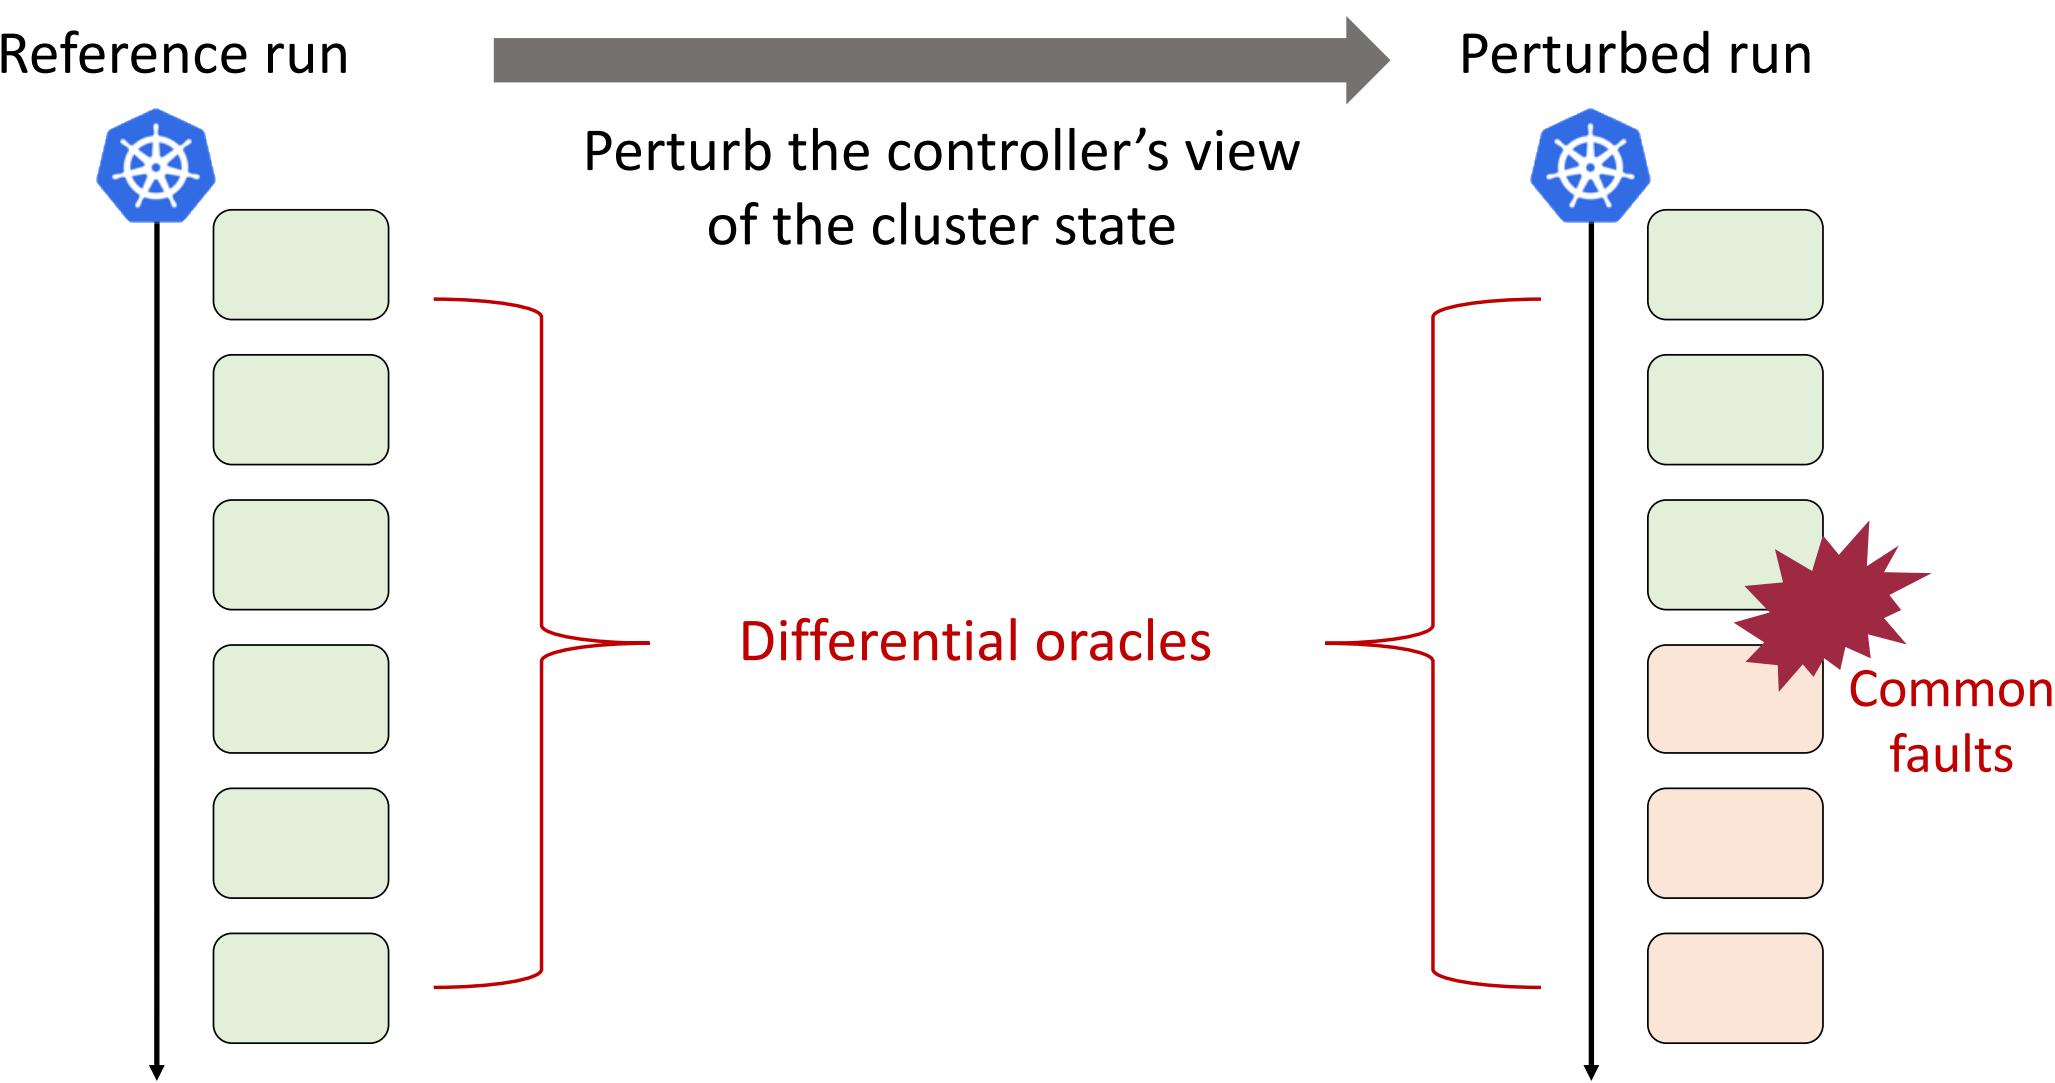 Reference run
Perturbed run
Perturb the controller’s view
of the cluster state
Differential oracles
Common
faults